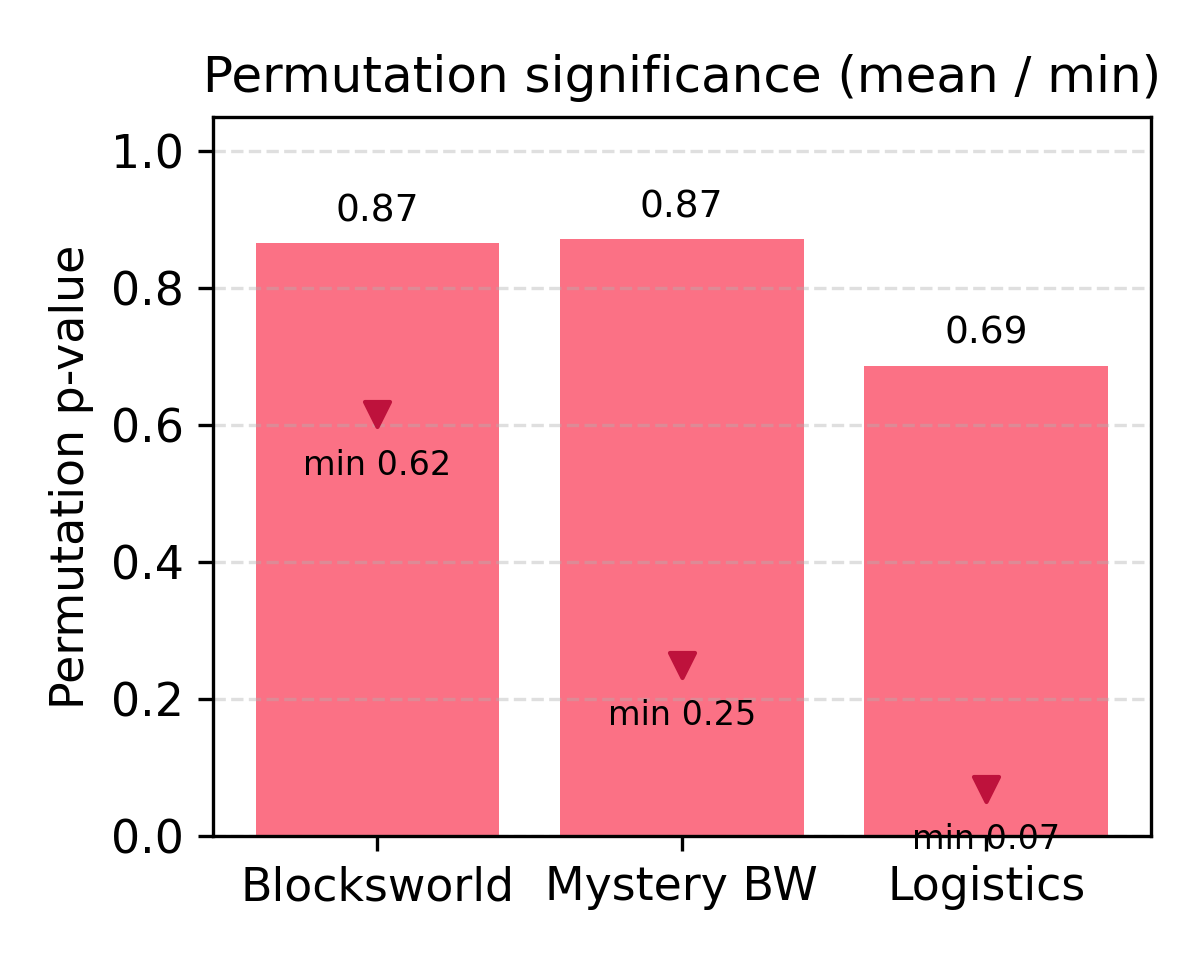 Permutation significance (mean / min)
Permutation p-value
1.0
0.8
0.6
0.4
0.2
0.0
0.87
0.87
0.69
min 0.62
min 0.25
min 0.07
Blocksworld
Mystery BW
Logistics